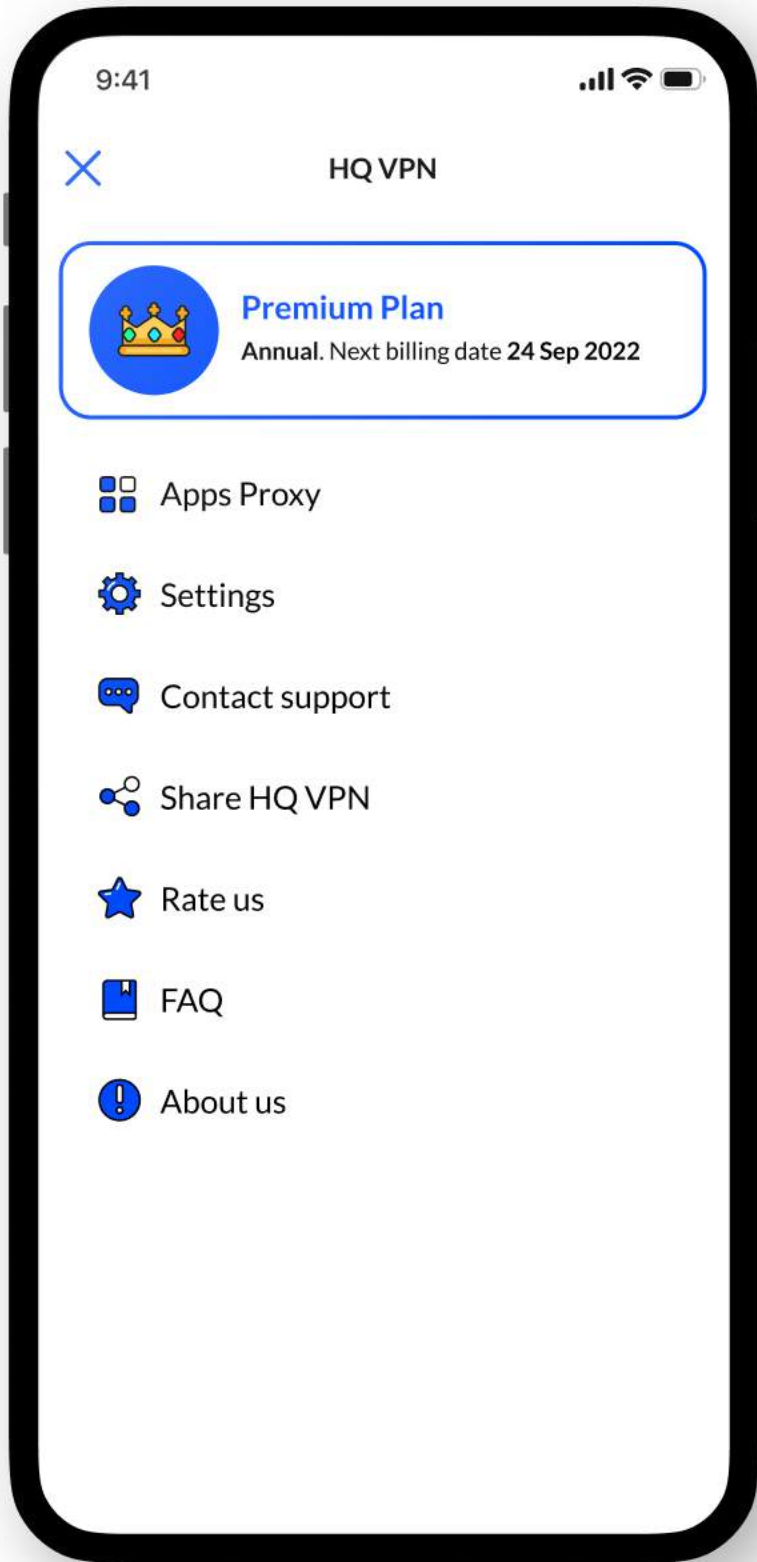 9:41
HQ VPN
Premium Plan
Annual. Next billing date 24 Sep 2022
Apps Proxy
Settings
Contact support
Share HQ VPN
Rate us
FAQ
About us